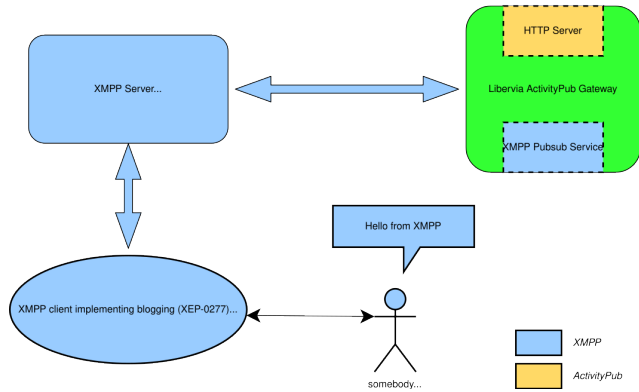 HTTP Server
XMPP Server...
Libervia ActivityPub Gateway
XMPP Pubsub Service
Hello from XMPP
XMPP client implementing blogging (XEP-0277)...
somebody...
XMPP
ActivityPub